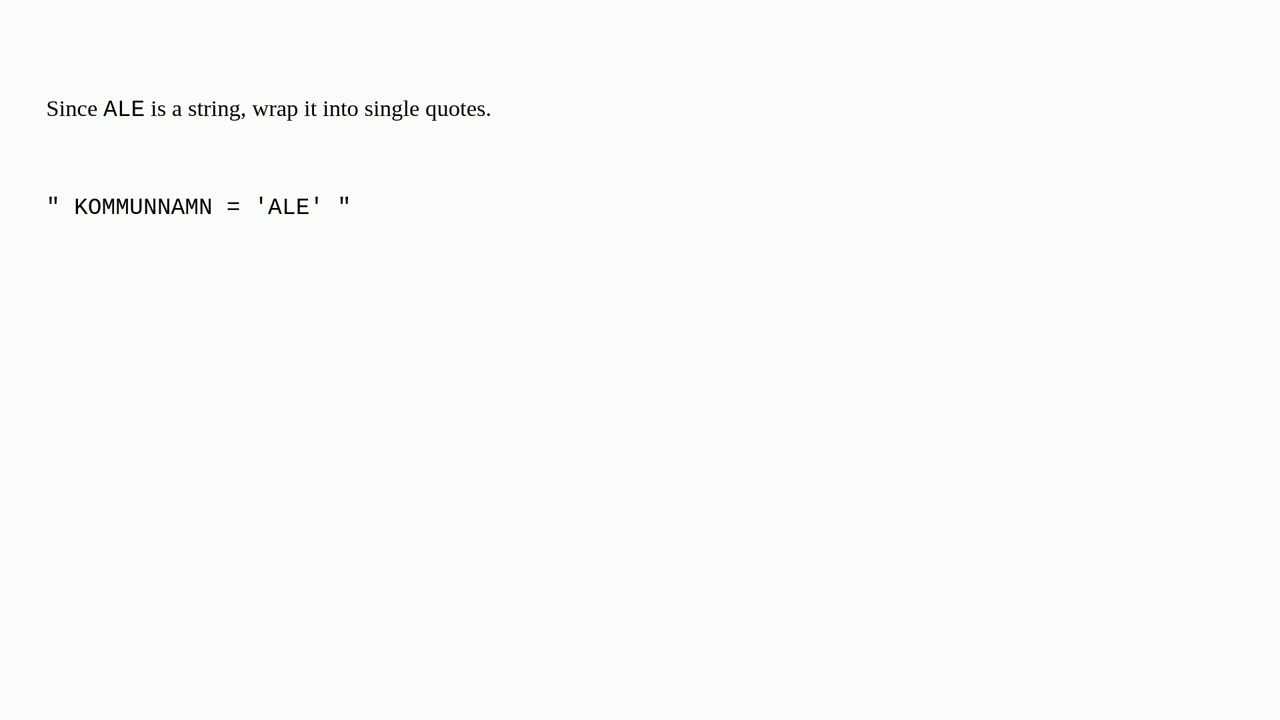 Since ALE is a string, wrap it into single quotes.
" KOMMUNNAMN = 'ALE' "